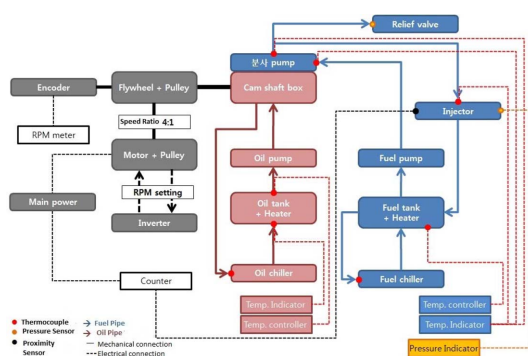 Relief valve
분사 pump
Encoder
Flywheel + Pulley
Cam shaft box
Injector
Speed Ratio 4:1
RPM meter
Motor + Pulley
Oil pump
Fuel pump
RPM setting
Main power
Oil tank
+ Heater
Fuel tank
+ Heater
Inverter
Counter
Oil chiller
Fuel chiller
Temp. Indicator
Temp. controller
Temp. controller
Temp. Indicator
Pressure Indicator
Thermocouple
Pressure Sensor
Proximity
Sensor
Fuel Pipe
Oil Pipe
Mechanical connection
Electrical connection